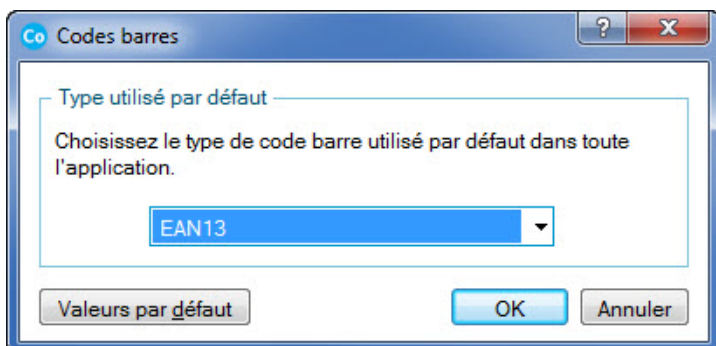 Co Codes barres
? X
Type utilisé par défaut
Choisissez le type de code barre utilisé par défaut dans toute
l'application.
EAN13
Valeurs par défaut OK Annuler